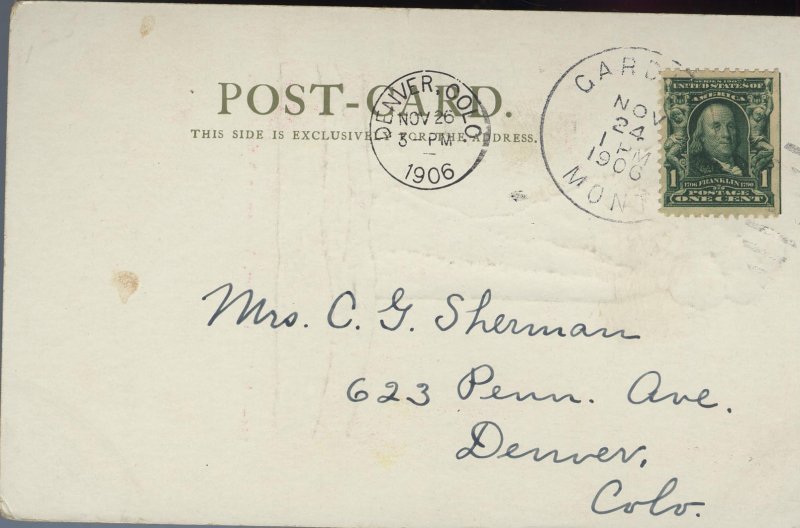 POST-CARD.
THIS SIDE IS EXCLUSIVELY FOR THE ADDRESS.
DENVER, COLO.
NOV 26
3 - PM
1906
NOV
24
1 PM
1906
MONT
SERIES 1902
UNITED STATES OF
AMERICA
1706 FRANKLIN 1790
1 1
POSTAGE
ONE CENT
Mrs. C. G. Sherman
623 Penn. Ave.
Denver,
Colo.